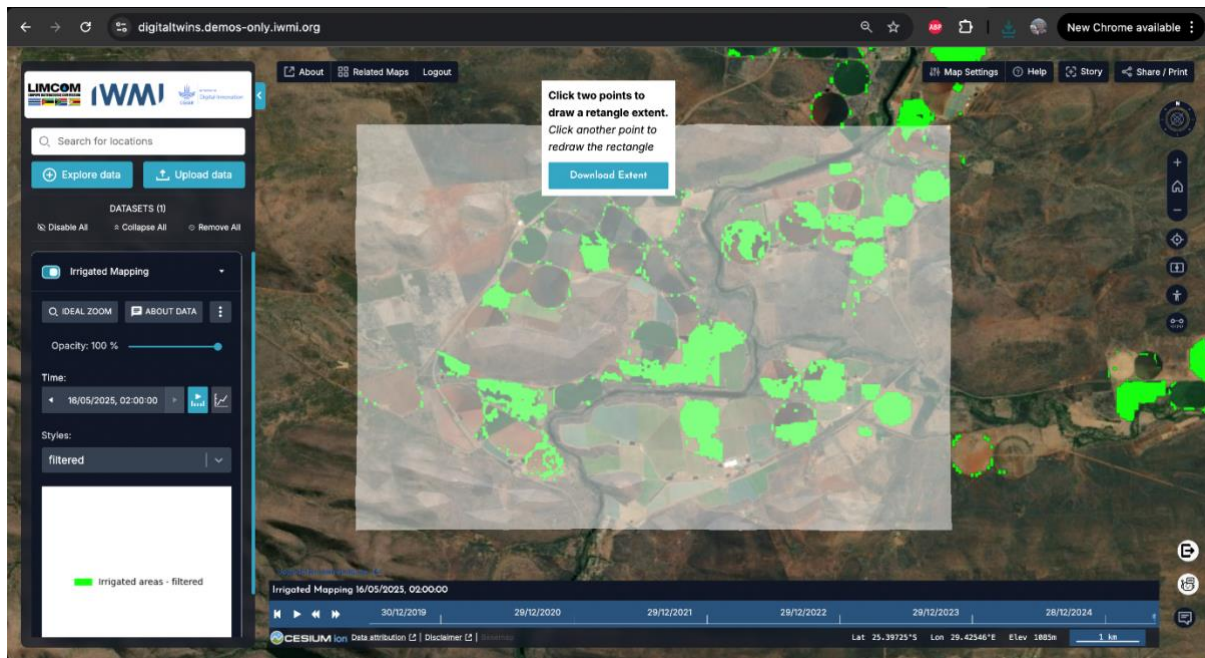 digitaltwins.demos-only.iwmi.org
ABP
New Chrome available
LIMCOM
IWMI
CGIAR
Digital Innovation
About
Related Maps
Logout
Map Settings
Help
Story
Share / Print
Click two points to
draw a retangle extent.
Click another point to
redraw the rectangle
Download Extent
Search for locations
Explore data
Upload data
DATASETS (1)
Disable All
Collapse All
Remove All
Irrigated Mapping
IDEAL ZOOM
ABOUT DATA
Opacity: 100 %
Time:
16/05/2025, 02:00:00
Styles:
filtered
Irrigated areas - filtered
Irrigated Mapping 16/05/2025, 02:00:00
30/12/2019
29/12/2020
29/12/2021
29/12/2022
29/12/2023
28/12/2024
CESIUM ion Data attribution | Disclaimer | Basemap
Lat 25.39725°S Lon 29.42546°E Elev 1085m 1 km